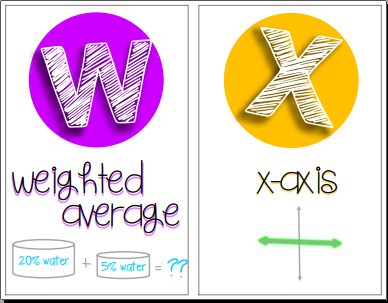 W
weighted
average
20% water + 5% water = ??
X
x-axis